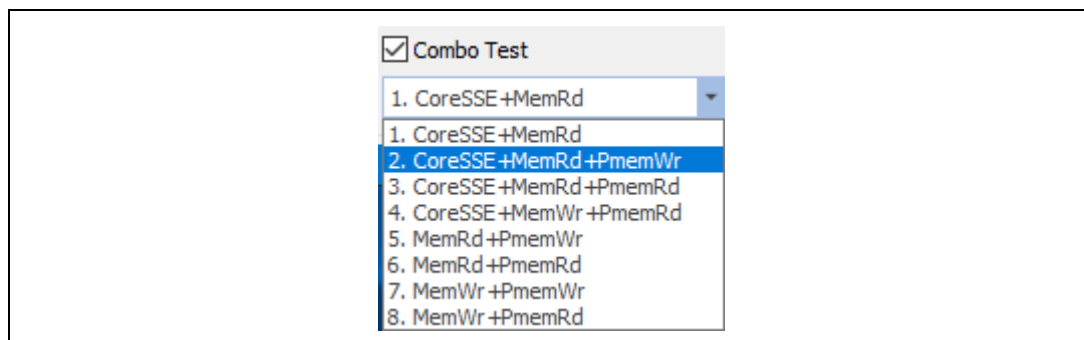 Combo Test
1. CoreSSE+MemRd
1. CoreSSE+MemRd
2. CoreSSE+MemRd+PmemWr
3. CoreSSE+MemRd+PmemRd
4. CoreSSE+MemWr+PmemRd
5. MemRd+PmemWr
6. MemRd+PmemRd
7. MemWr+PmemWr
8. MemWr+PmemRd